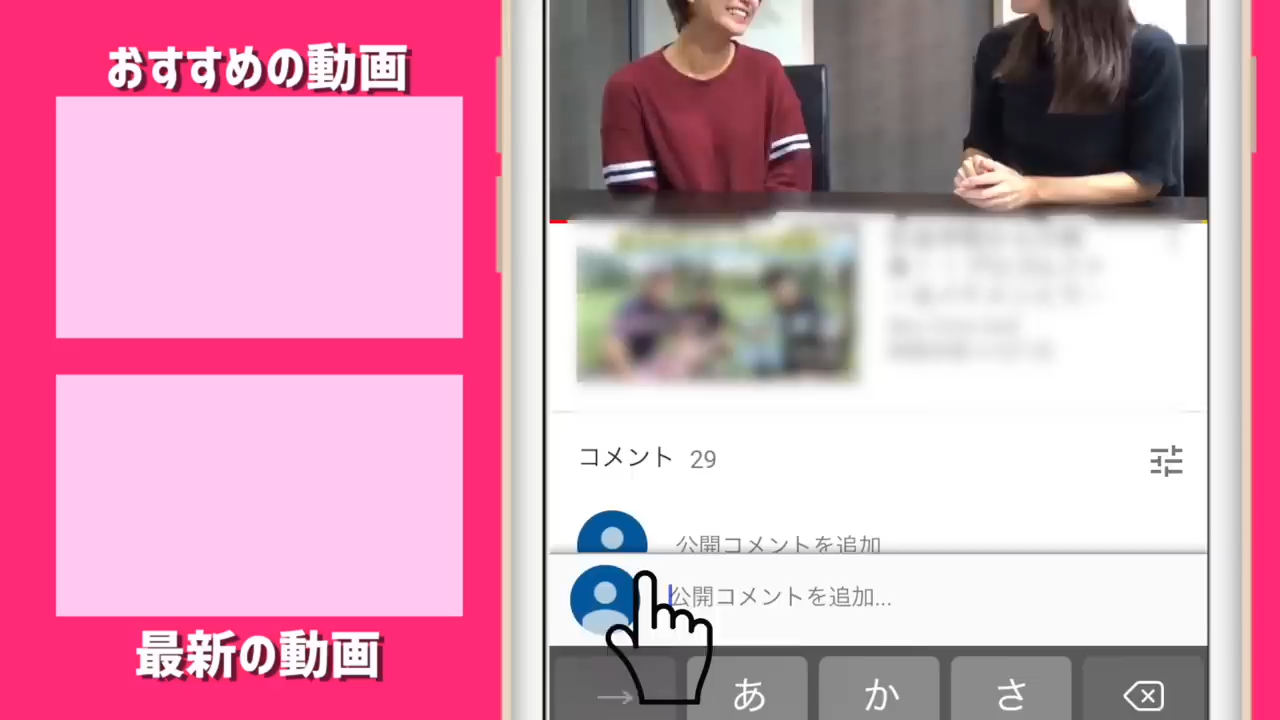 おすすめの動画
最新の動画
コメント 29
公開コメントを追加
公開コメントを追加...
→ あ か さ